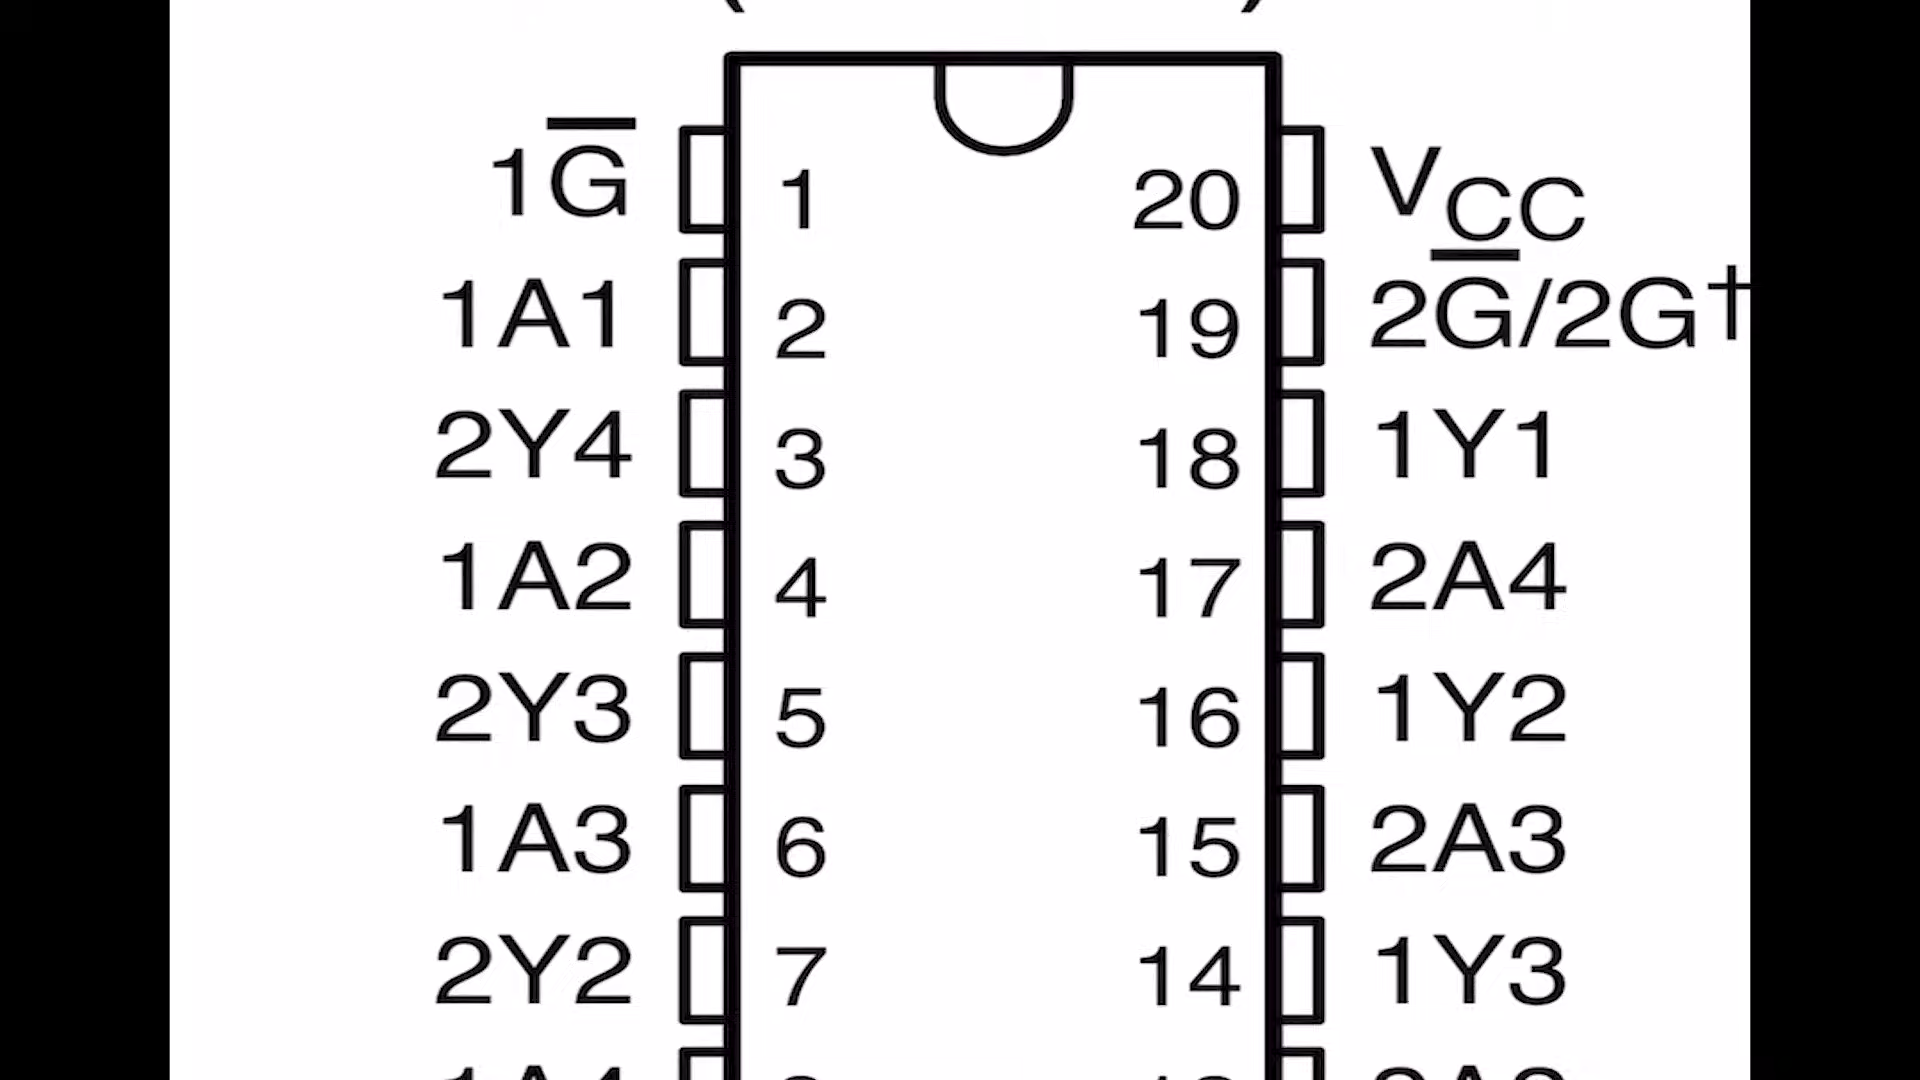 1G̅ 1 20 VCC
1A1 2 19 2G̅/2G†
2Y4 3 18 1Y1
1A2 4 17 2A4
2Y3 5 16 1Y2
1A3 6 15 2A3
2Y2 7 14 1Y3